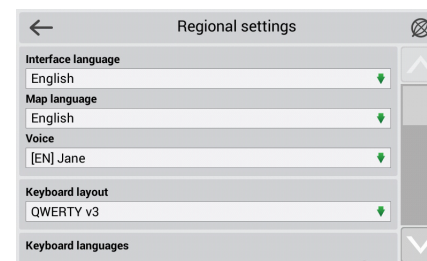 Regional settings
Interface language
English
Map language
English
Voice
[EN] Jane
Keyboard layout
QWERTY v3
Keyboard languages